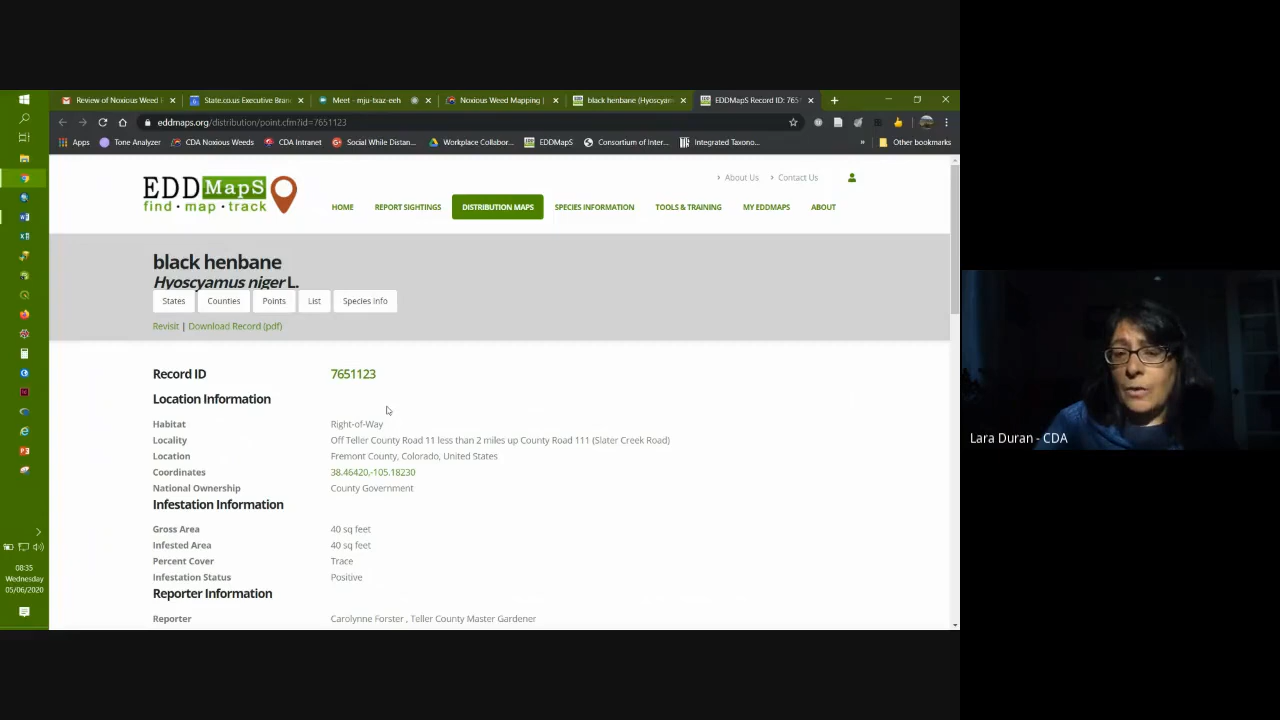 Review of Noxious Weed
State.co.us Executive Bran
Meet - mju-txaz-eeh
Noxious Weed Mapping |
black henbane (Hyoscyam
EDDMapS Record ID: 765
eddmaps.org/distribution/point.cfm?id=7651123
Apps
Tone Analyzer
CDA Noxious Weeds
CDA Intranet
Social While Distan...
Workplace Collabor...
EDDMapS
Consortium of Inter...
Integrated Taxono...
»
Other bookmarks
EDDMapS
find • map • track
About Us
Contact Us
HOME
REPORT SIGHTINGS
DISTRIBUTION MAPS
SPECIES INFORMATION
TOOLS & TRAINING
MY EDDMAPS
ABOUT
black henbane
Hyoscyamus niger L.
States
Counties
Points
List
Species Info
Revisit | Download Record (pdf)
Record ID 7651123
Location Information
Habitat Right-of-Way
Locality Off Teller County Road 11 less than 2 miles up County Road 111 (Slater Creek Road)
Location Fremont County, Colorado, United States
Coordinates 38.46420,-105.18230
National Ownership County Government
Infestation Information
Gross Area 40 sq feet
Infested Area 40 sq feet
Percent Cover Trace
Infestation Status Positive
Reporter Information
Reporter Carolynne Forster , Teller County Master Gardener
08:35
Wednesday
05/06/2020
Lara Duran - CDA